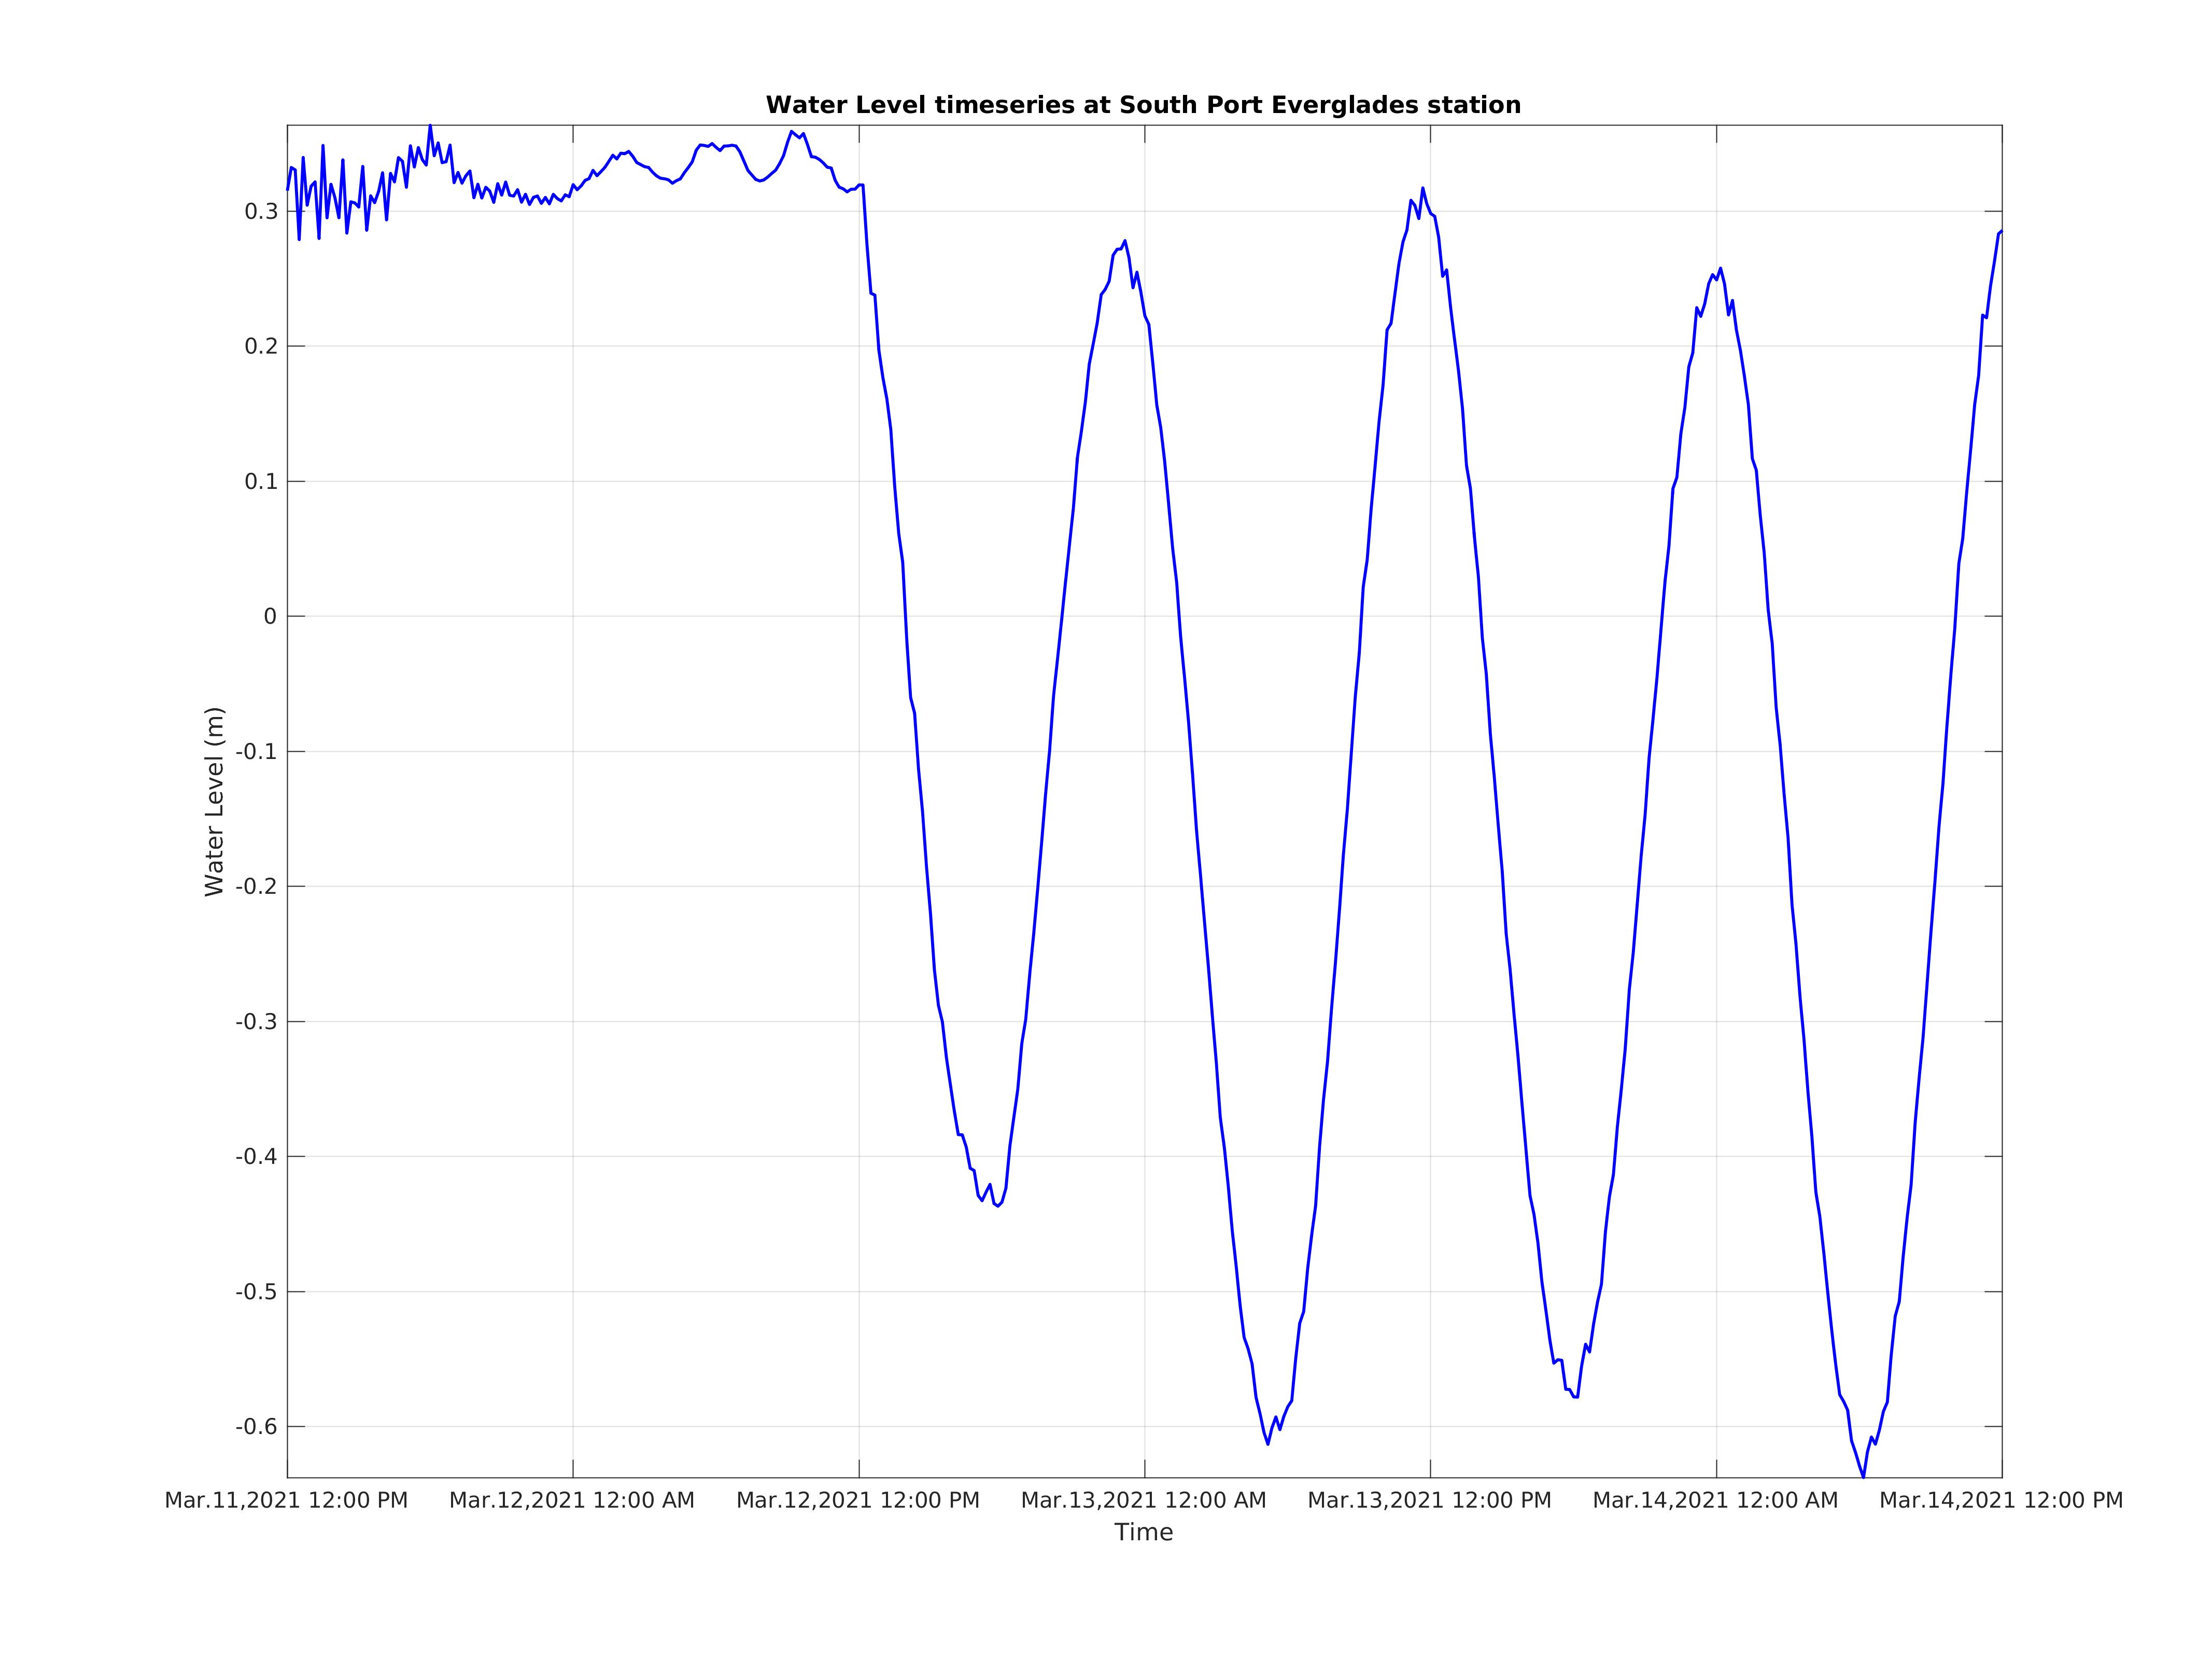 Water Level timeseries at South Port Everglades station
0.3
0.2
0.1
0
-0.1
-0.2
-0.3
-0.4
-0.5
-0.6
Water Level (m)
Mar.11,2021 12:00 PM
Mar.12,2021 12:00 AM
Mar.12,2021 12:00 PM
Mar.13,2021 12:00 AM
Mar.13,2021 12:00 PM
Mar.14,2021 12:00 AM
Mar.14,2021 12:00 PM
Time